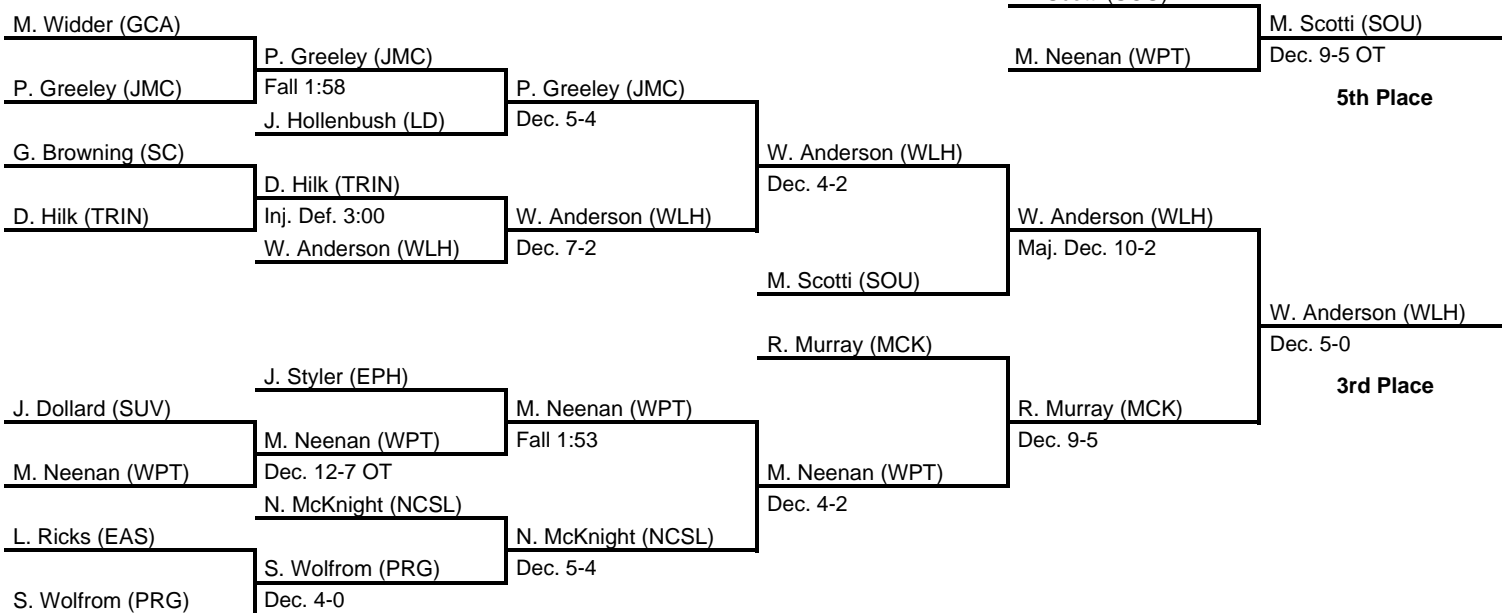 M. Widder (GCA)
P. Greeley (JMC)
P. Greeley (JMC)
Fall 1:58
P. Greeley (JMC)
J. Hollenbush (LD)
Dec. 5-4
G. Browning (SC)
D. Hilk (TRIN)
D. Hilk (TRIN)
Inj. Def. 3:00
W. Anderson (WLH)
W. Anderson (WLH)
Dec. 7-2
W. Anderson (WLH)
Dec. 4-2
M. Scotti (SOU)
W. Anderson (WLH)
Maj. Dec. 10-2
M. Neenan (WPT)
M. Scotti (SOU)
Dec. 9-5 OT
5th Place
W. Anderson (WLH)
Dec. 5-0
3rd Place
R. Murray (MCK)
R. Murray (MCK)
Dec. 9-5
J. Styler (EPH)
J. Dollard (SUV)
M. Neenan (WPT)
M. Neenan (WPT)
Dec. 12-7 OT
M. Neenan (WPT)
Fall 1:53
M. Neenan (WPT)
Dec. 4-2
N. McKnight (NCSL)
N. McKnight (NCSL)
Dec. 5-4
L. Ricks (EAS)
S. Wolfrom (PRG)
S. Wolfrom (PRG)
Dec. 4-0